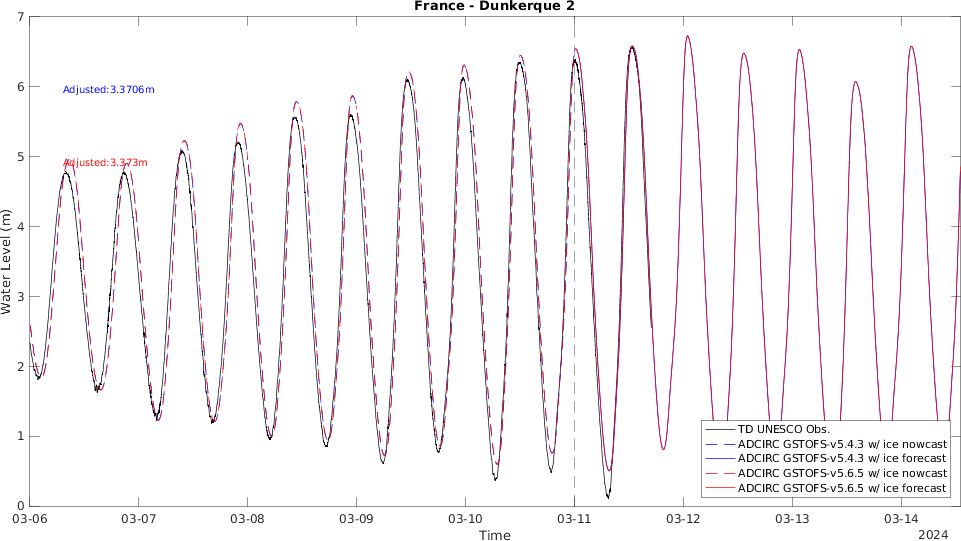 France - Dunkerque 2
7
6
5
4
3
2
1
0
Water Level (m)
Adjusted:3.3706m
Adjusted:3.373m
TD UNESCO Obs.
ADCIRC GSTOFS-v5.4.3 w/ ice nowcast
ADCIRC GSTOFS-v5.4.3 w/ ice forecast
ADCIRC GSTOFS-v5.6.5 w/ ice nowcast
ADCIRC GSTOFS-v5.6.5 w/ ice forecast
03-06 03-07 03-08 03-09 03-10 03-11 03-12 03-13 03-14
Time
2024